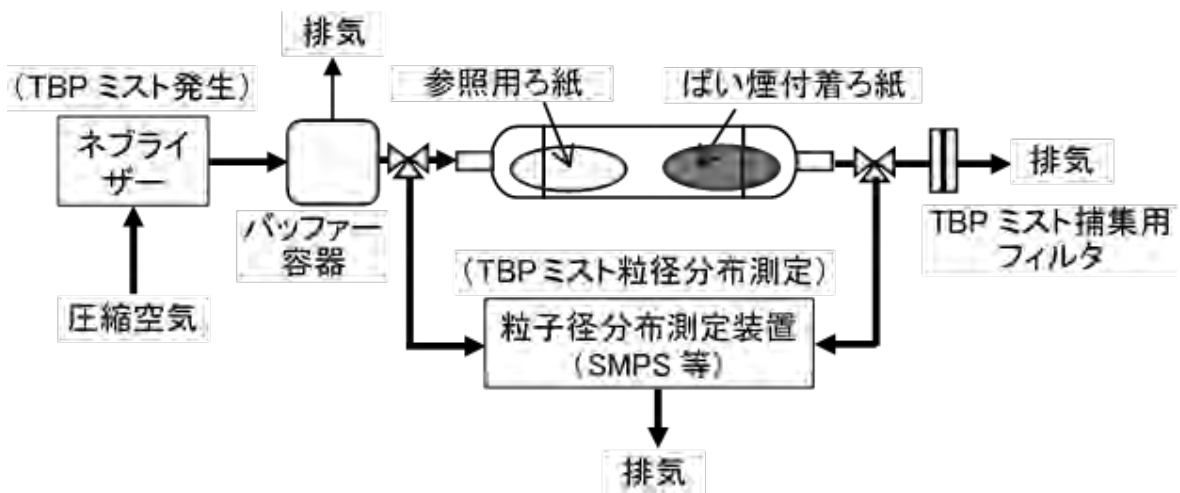 排気
(TBP ミスト発生)
ネブライ
ザー
圧縮空気
バッファー
容器
参照用ろ紙
ばい煙付着ろ紙
排気
TBP ミスト捕集用
フィルタ
(TBP ミスト粒径分布測定)
粒子径分布測定装置
(SMPS 等)
排気